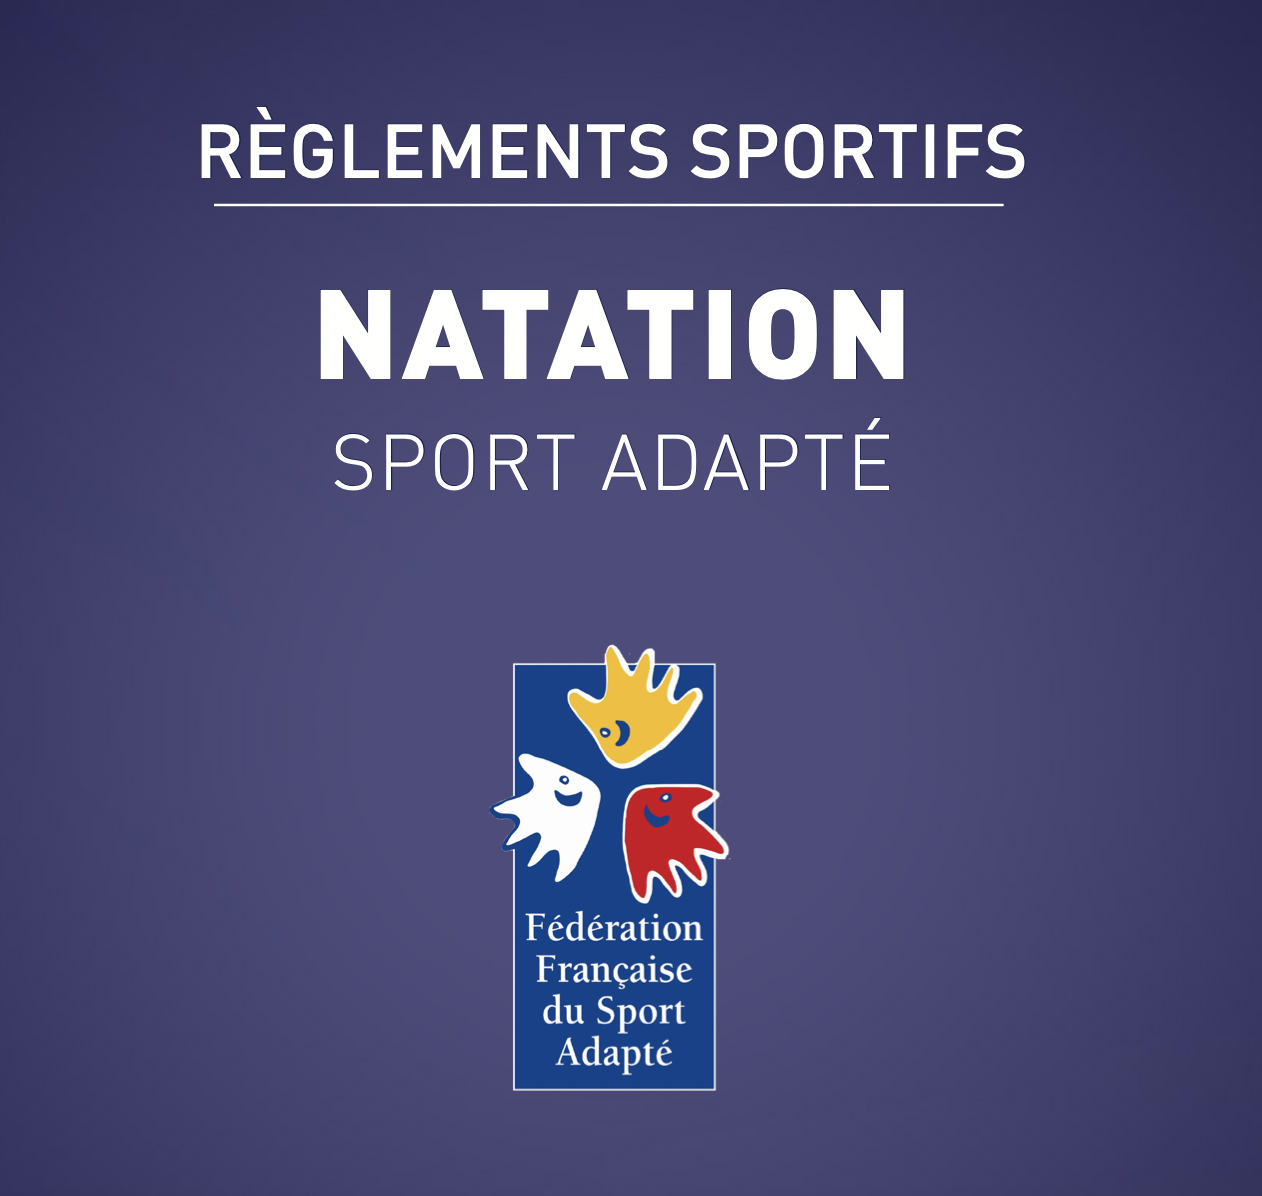 RÈGLEMENTS SPORTIFS
NATATION
SPORT ADAPTÉ
Fédération
Française
du Sport
Adapté